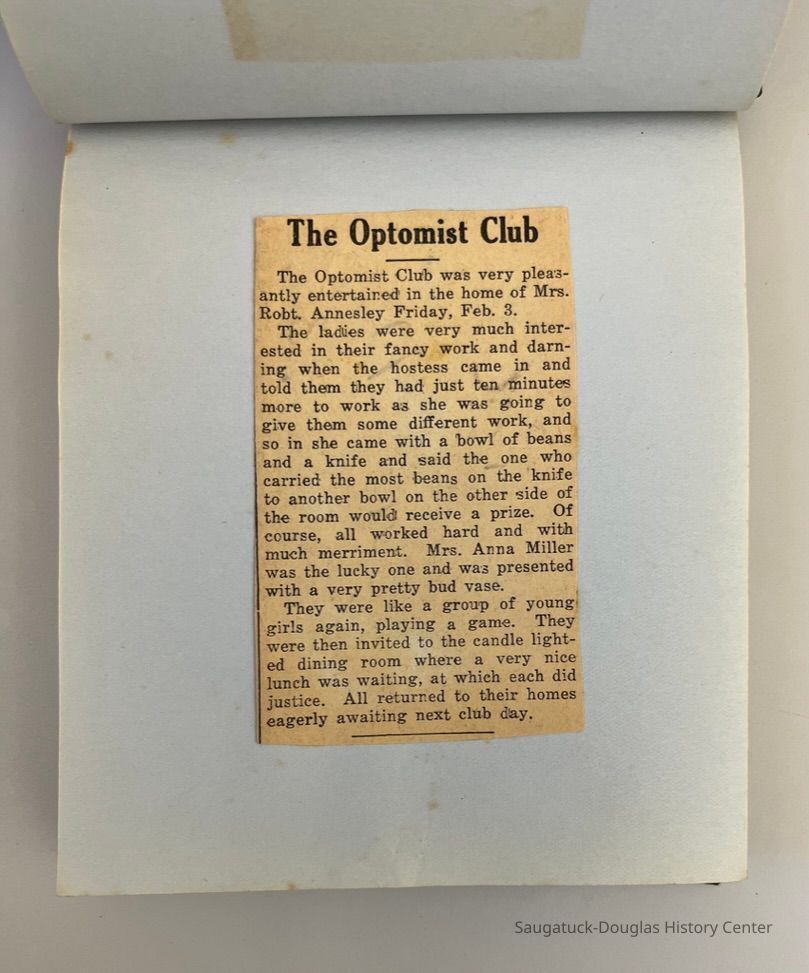 The Optomist Club
The Optomist Club was very pleas-
antly entertained in the home of Mrs.
Robt. Annesley Friday, Feb. 3.
The ladies were very much inter-
ested in their fancy work and darn-
ing when the hostess came in and
told them they had just ten minutes
more to work as she was going to
give them some different work, and
so in she came with a bowl of beans
and a knife and said the one who
carried the most beans on the knife
to another bowl on the other side of
the room would receive a prize. Of
course, all worked hard and with
much merriment. Mrs. Anna Miller
was the lucky one and was presented
with a very pretty bud vase.
They were like a group of young
girls again, playing a game. They
were then invited to the candle light-
ed dining room where a very nice
lunch was waiting, at which each did
justice. All returned to their homes
eagerly awaiting next club day.
Saugatuck-Douglas History Center